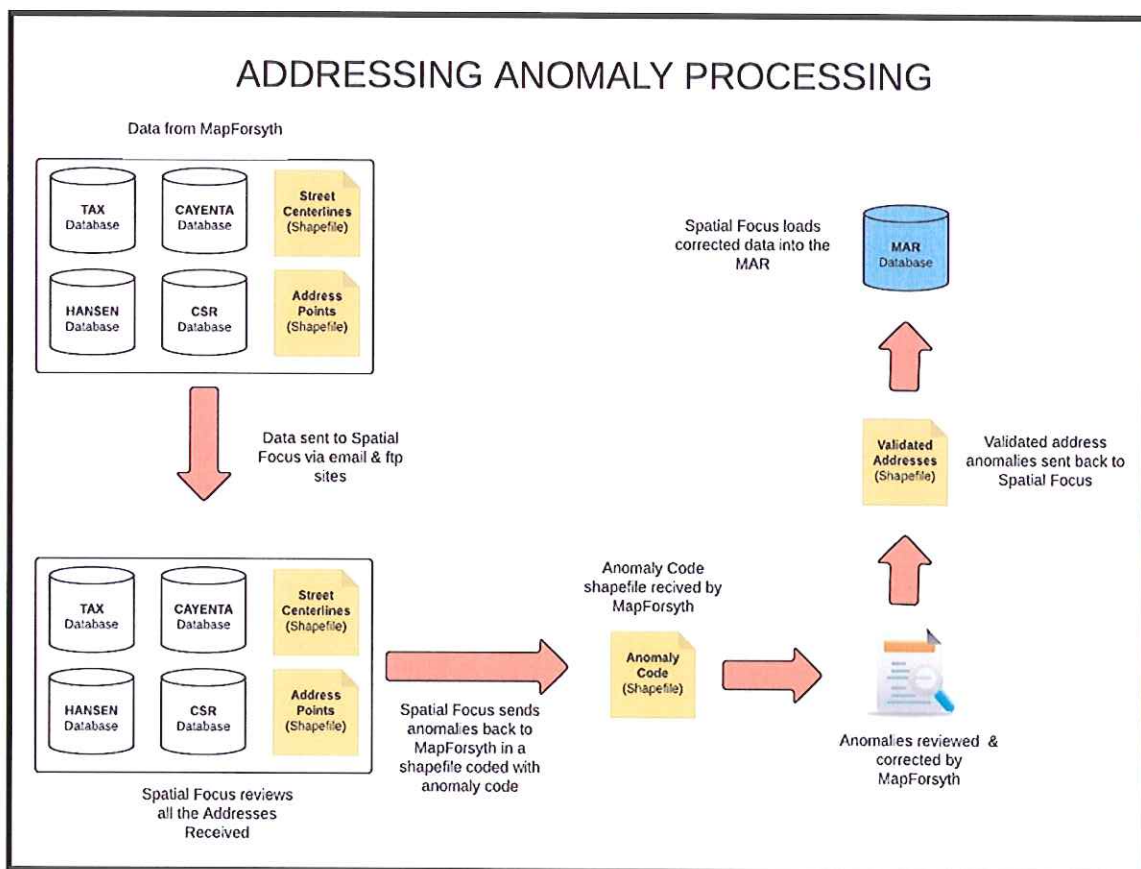 ADDRESSING ANOMALY PROCESSING
Data from MapForsyth
TAX
Database
CAYENTA
Database
Street
Centerlines
(Shapefile)
HANSEN
Database
CSR
Database
Address
Points
(Shapefile)
Data sent to Spatial
Focus via email & ftp
sites
TAX
Database
CAYENTA
Database
Street
Centerlines
(Shapefile)
HANSEN
Database
CSR
Database
Address
Points
(Shapefile)
Spatial Focus reviews
all the Addresses
Received
Spatial Focus sends
anomalies back to
MapForsyth in a
shapefile coded with
anomaly code
Anomaly Code
shapefile recived by
MapForsyth
Anomaly
Code
(Shapefile)
Anomalies reviewed &
corrected by
MapForsyth
Validated
Addresses
(Shapefile)
Validated address
anomalies sent back to
Spatial Focus
Spatial Focus loads
corrected data into the
MAR
MAR
Database